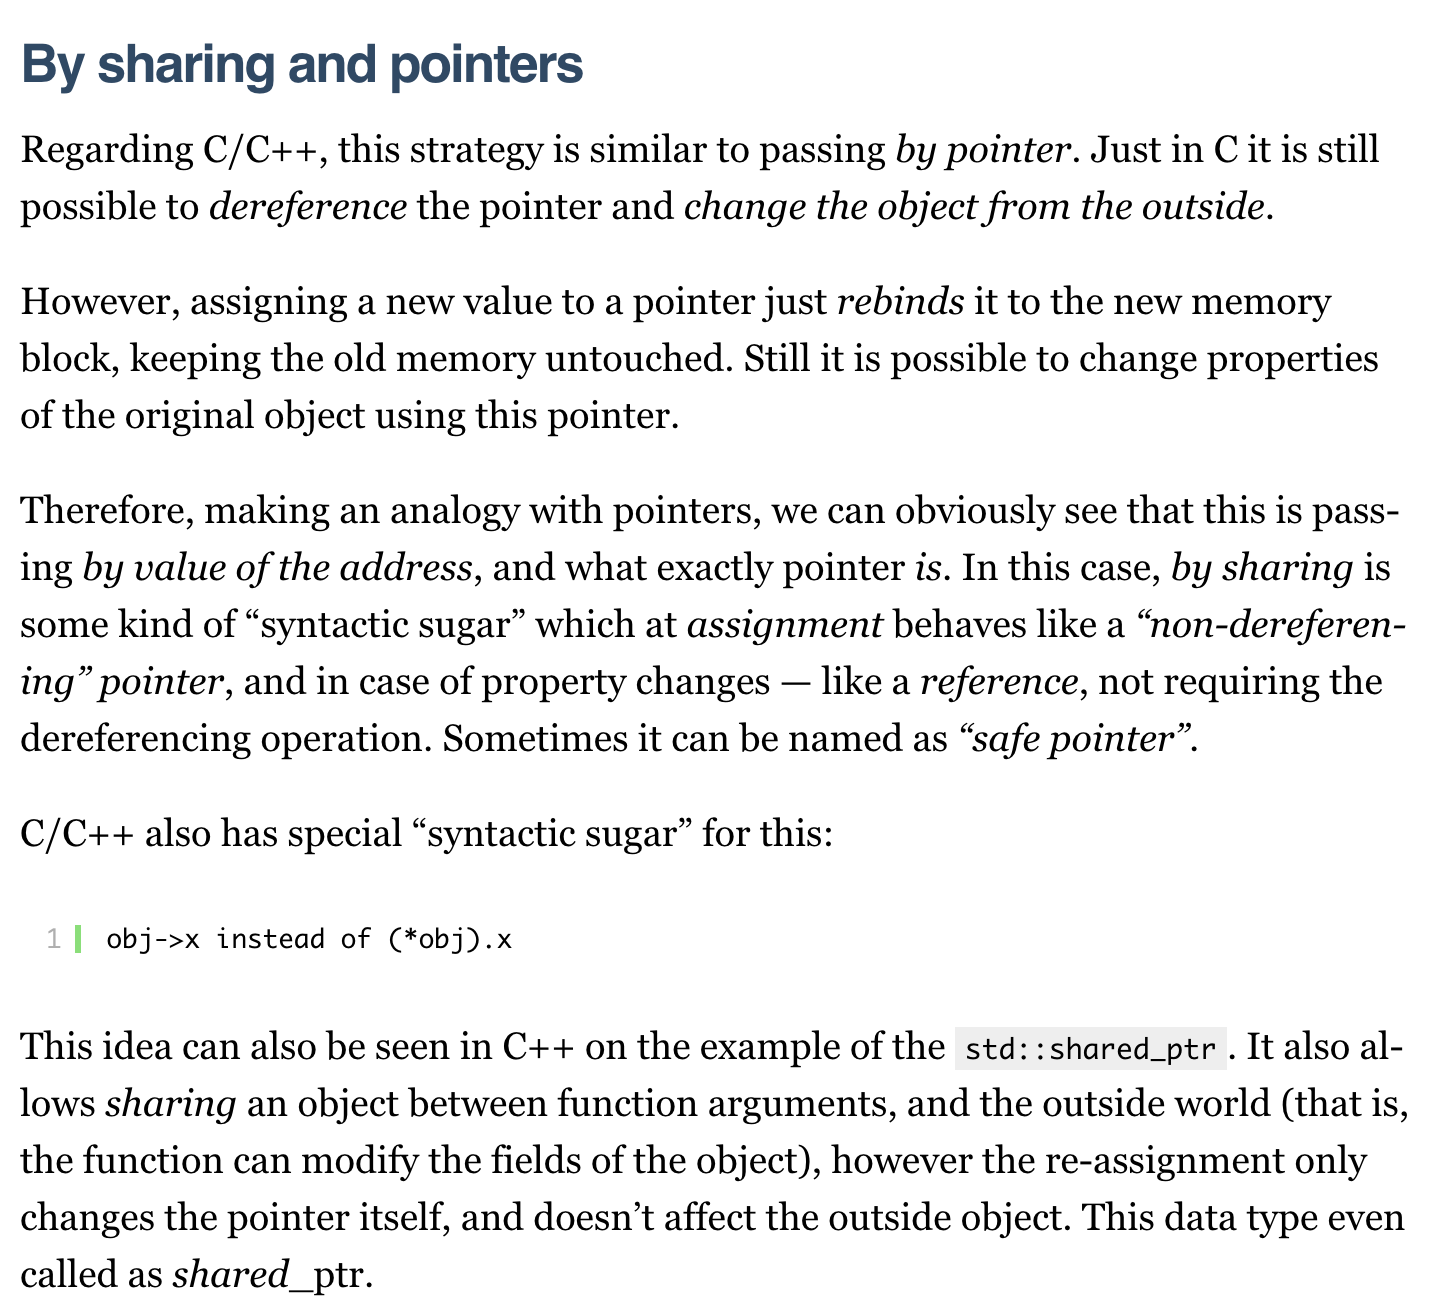 By sharing and pointers
Regarding C/C++, this strategy is similar to passing by pointer. Just in C it is still
possible to dereference the pointer and change the object from the outside.
However, assigning a new value to a pointer just rebinds it to the new memory
block, keeping the old memory untouched. Still it is possible to change properties
of the original object using this pointer.
Therefore, making an analogy with pointers, we can obviously see that this is pass-
ing by value of the address, and what exactly pointer is. In this case, by sharing is
some kind of “syntactic sugar” which at assignment behaves like a “non-dereferen-
ing” pointer, and in case of property changes — like a reference, not requiring the
dereferencing operation. Sometimes it can be named as “safe pointer”.
C/C++ also has special “syntactic sugar” for this:
1 obj->x instead of (*obj).x
This idea can also be seen in C++ on the example of the std::shared_ptr. It also al-
lows sharing an object between function arguments, and the outside world (that is,
the function can modify the fields of the object), however the re-assignment only
changes the pointer itself, and doesn’t affect the outside object. This data type even
called as shared_ptr.